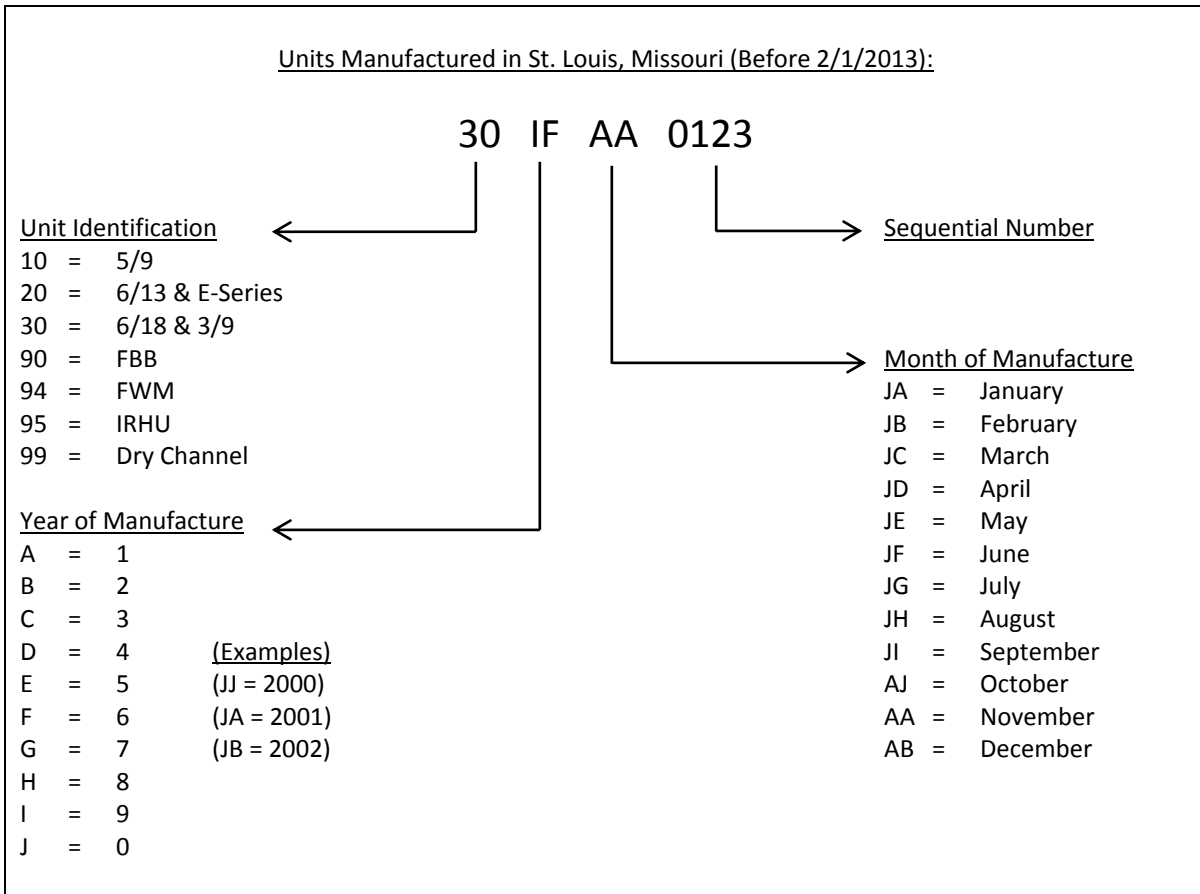 Units Manufactured in St. Louis, Missouri (Before 2/1/2013):
30 IF AA 0123
Unit Identification
10 = 5/9
20 = 6/13 & E-Series
30 = 6/18 & 3/9
90 = FBB
94 = FWM
95 = IRHU
99 = Dry Channel
Year of Manufacture
A = 1
B = 2
C = 3
D = 4 (Examples)
E = 5 (JJ = 2000)
F = 6 (JA = 2001)
G = 7 (JB = 2002)
H = 8
I = 9
J = 0
Sequential Number
Month of Manufacture
JA = January
JB = February
JC = March
JD = April
JE = May
JF = June
JG = July
JH = August
JI = September
AJ = October
AA = November
AB = December